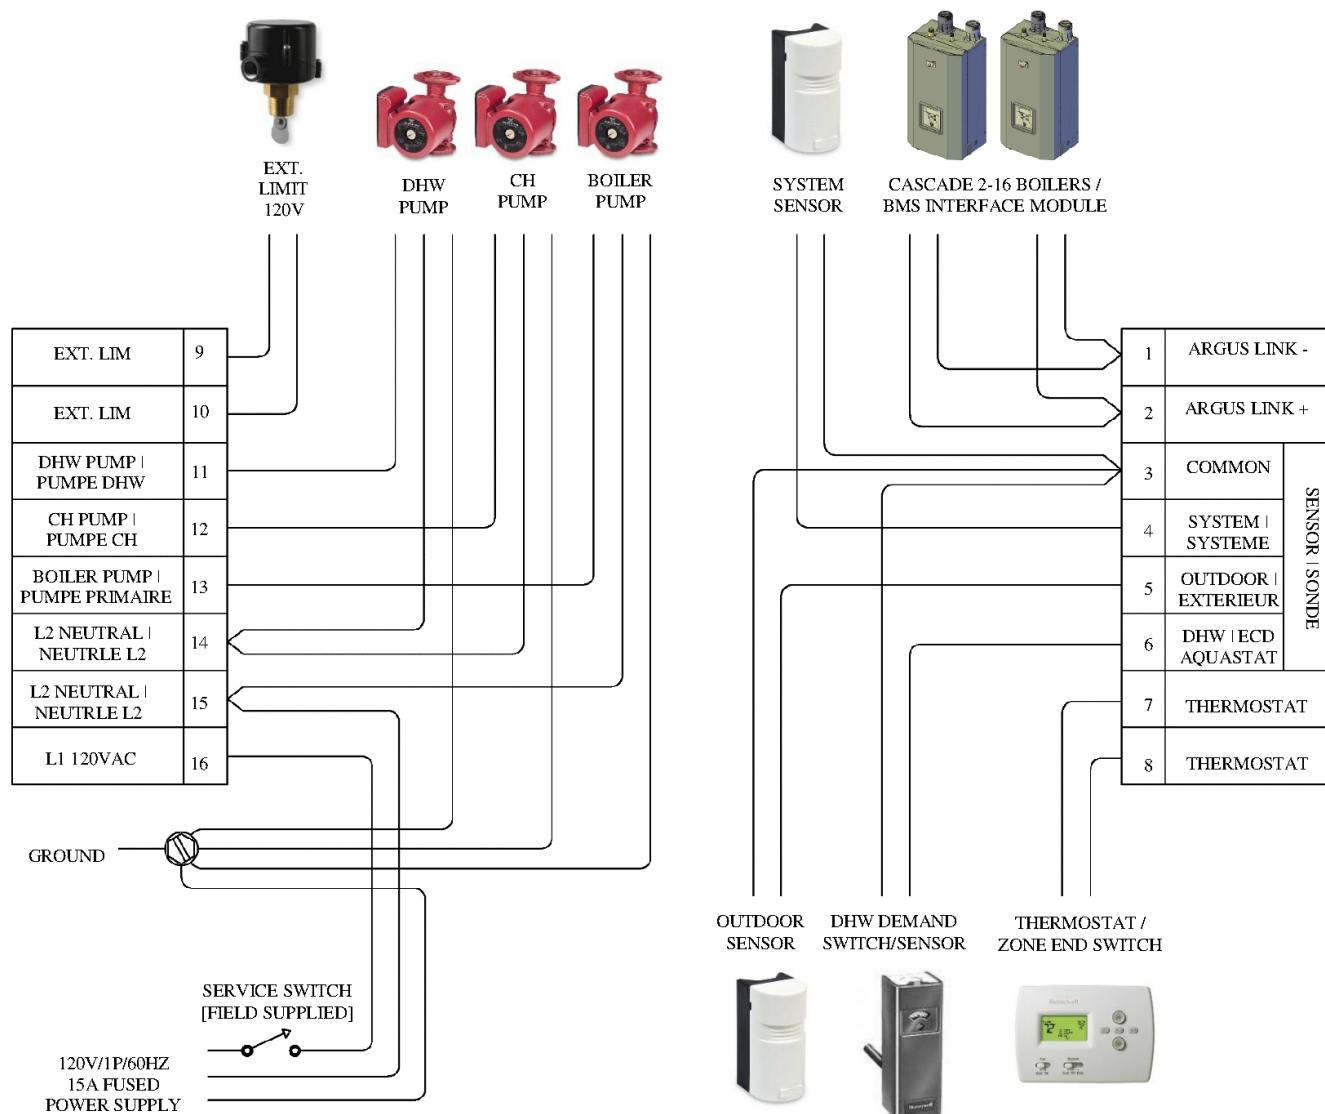 EXT.
LIMIT
120V
DHW
PUMP
CH
PUMP
BOILER
PUMP
SYSTEM
SENSOR
CASCADE 2-16 BOILERS /
BMS INTERFACE MODULE
EXT. LIM 9
EXT. LIM 10
DHW PUMP |
PUMPE DHW 11
CH PUMP |
PUMPE CH 12
BOILER PUMP |
PUMPE PRIMAIRE 13
L2 NEUTRAL |
NEUTRLE L2 14
L2 NEUTRAL |
NEUTRLE L2 15
L1 120VAC 16
1 ARGUS LINK -
2 ARGUS LINK +
3 COMMON
4 SYSTEM |
SYSTEME
5 OUTDOOR |
EXTERIEUR
6 DHW | ECD
AQUASTAT
SENSOR | SONDE
7 THERMOSTAT
8 THERMOSTAT
GROUND
SERVICE SWITCH
[FIELD SUPPLIED]
120V/1P/60HZ
15A FUSED
POWER SUPPLY
OUTDOOR
SENSOR
DHW DEMAND
SWITCH/SENSOR
THERMOSTAT /
ZONE END SWITCH
Honeywell
Honeywell